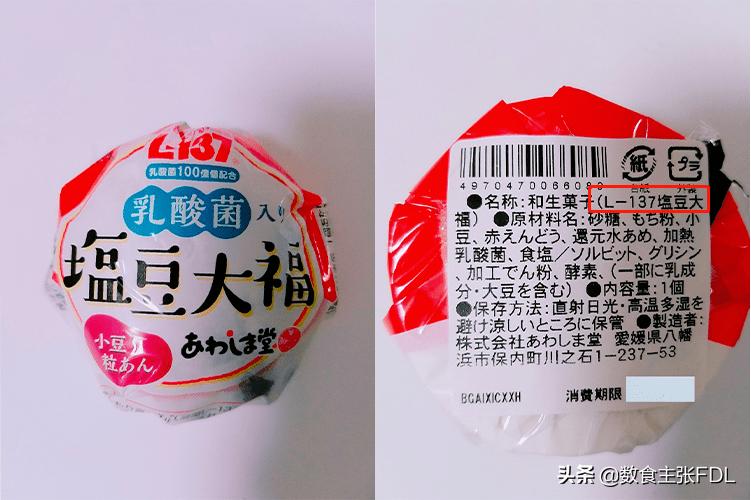 L-137
乳酸菌100億個配合
乳酸菌入り
塩豆大福
小豆
粒あん
あわしま堂
4970470066089
紙
プラ
台紙 外装
●名称:和生菓子(L-137塩豆大
福) ●原材料名:砂糖、もち粉、小
豆、赤えんどう、還元水あめ、加熱
乳酸菌、食塩／ソルビット、グリシン、
加工でん粉、酵素、(一部に乳成
分・大豆を含む) ●内容量:1個
●保存方法:直射日光・高温多湿を
避け涼しいところに保管 ●製造者:
株式会社あわしま堂 愛媛県八幡
浜市保内町川之石1-237-53
BGAIXICXXH 消費期限
头条 @数食主张FDL